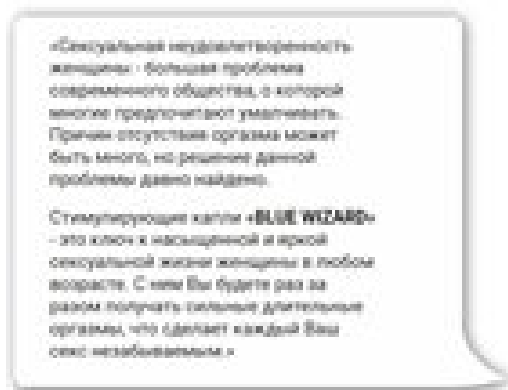 «Сексуальная неудовлетворенность
женщины - большая проблема
современного общества, о которой
многие предпочитают умалчивать.
Причин отсутствия оргазма может
быть много, но решение данной
проблемы давно найдено.
Стимулирующие капли «BLUE WIZARD»
- это ключ к насыщенной и яркой
сексуальной жизни женщины в любом
возрасте. С ним Вы будете раз за
разом получать сильные длительные
оргазмы, что сделает каждый Ваш
секс незабываемым.»